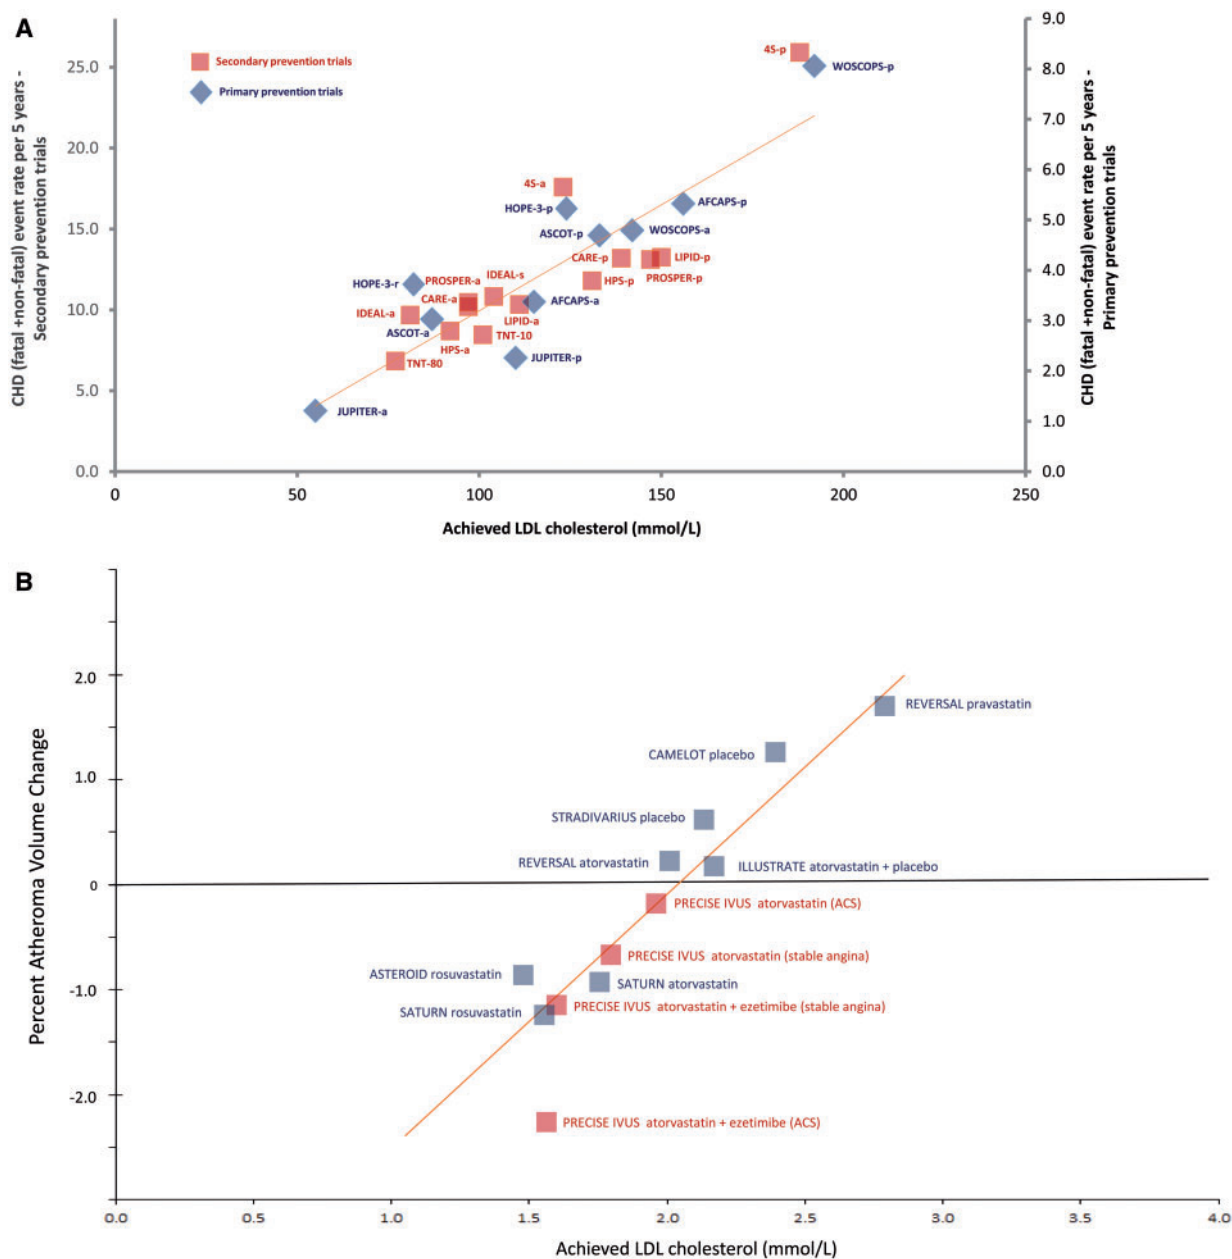 A
Secondary prevention trials
Primary prevention trials
CHD (fatal +non-fatal) event rate per 5 years -
Secondary prevention trials
25.0
20.0
15.0
10.0
5.0
0.0
4S-p
WOSCOPS-p
4S-a
HOPE-3-p
AFCAPS-p
ASCOT-p
WOSCOPS-a
CARE-p
LIPID-p
PROSPER-p
HPS-p
IDEAL-s
PROSPER-a
HOPE-3-r
CARE-a
AFCAPS-a
IDEAL-a
LIPID-a
ASCOT-a
TNT-10
HPS-a
JUPITER-p
TNT-80
JUPITER-a
9.0
8.0
7.0
6.0
5.0
4.0
3.0
2.0
1.0
0.0
CHD (fatal +non-fatal) event rate per 5 years -
Primary prevention trials
0
50
100
150
200
250
Achieved LDL cholesterol (mmol/L)
B
Percent Atheroma Volume Change
2.0
1.0
0
-1.0
-2.0
REVERSAL pravastatin
CAMELOT placebo
STRADIVARIUS placebo
REVERSAL atorvastatin
ILLUSTRATE atorvastatin + placebo
PRECISE IVUS atorvastatin (ACS)
PRECISE IVUS atorvastatin (stable angina)
ASTEROID rosuvastatin
SATURN atorvastatin
PRECISE IVUS atorvastatin + ezetimibe (stable angina)
SATURN rosuvastatin
PRECISE IVUS atorvastatin + ezetimibe (ACS)
0.0
0.5
1.0
1.5
2.0
2.5
3.0
3.5
4.0
Achieved LDL cholesterol (mmol/L)